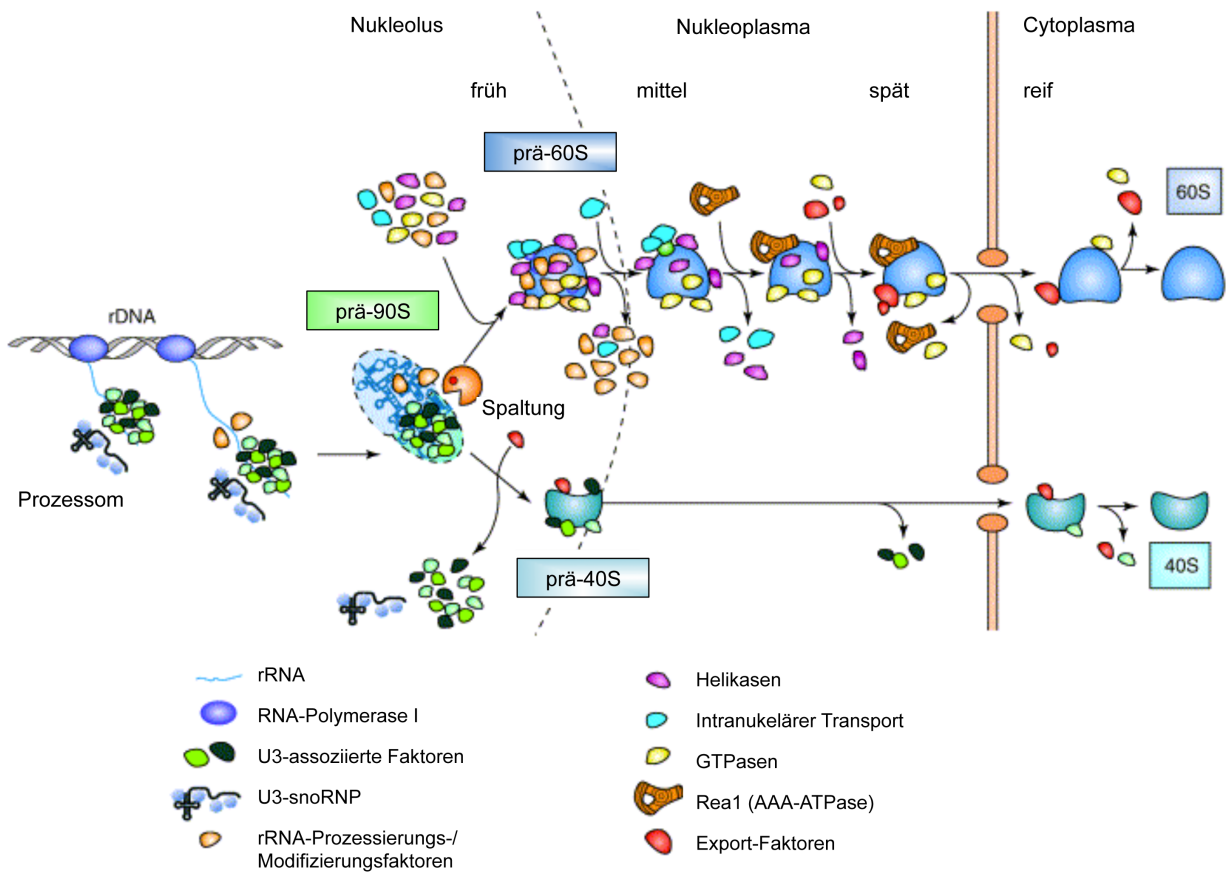 Nukleolus
Nukleoplasma
Cytoplasma
früh
mittel
spät
reif
prä-60S
60S
prä-90S
rDNA
Spaltung
Prozessom
prä-40S
40S
rRNA
RNA-Polymerase I
U3-assoziierte Faktoren
U3-snoRNP
rRNA-Prozessierungs-/
Modifizierungsfaktoren
Helikasen
Intranukelärer Transport
GTPasen
Rea1 (AAA-ATPase)
Export-Faktoren